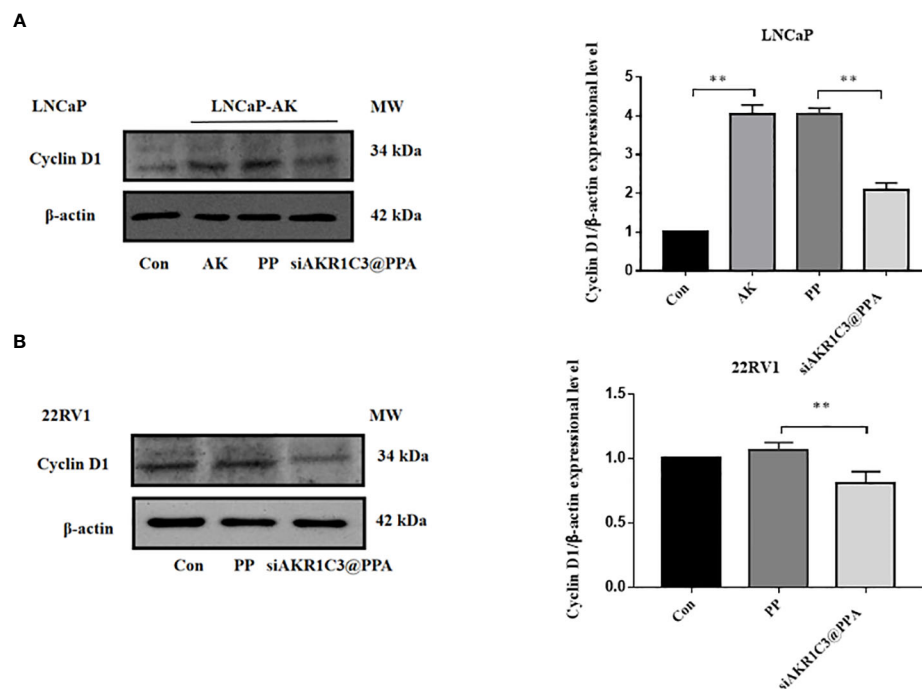 A
LNCaP
LNCaP-AK
MW
Cyclin D1
34 kDa
β-actin
42 kDa
Con AK PP siAKR1C3@PPA
LNCaP
Cyclin D1/β-actin expressional level
5
4
3
2
1
0
**
**
Con
AK
PP
siAKR1C3@PPA
B
22RV1
MW
Cyclin D1
34 kDa
β-actin
42 kDa
Con PP siAKR1C3@PPA
22RV1
Cyclin D1/β-actin expressional level
1.5
1.0
0.5
0.0
**
Con
PP
siAKR1C3@PPA